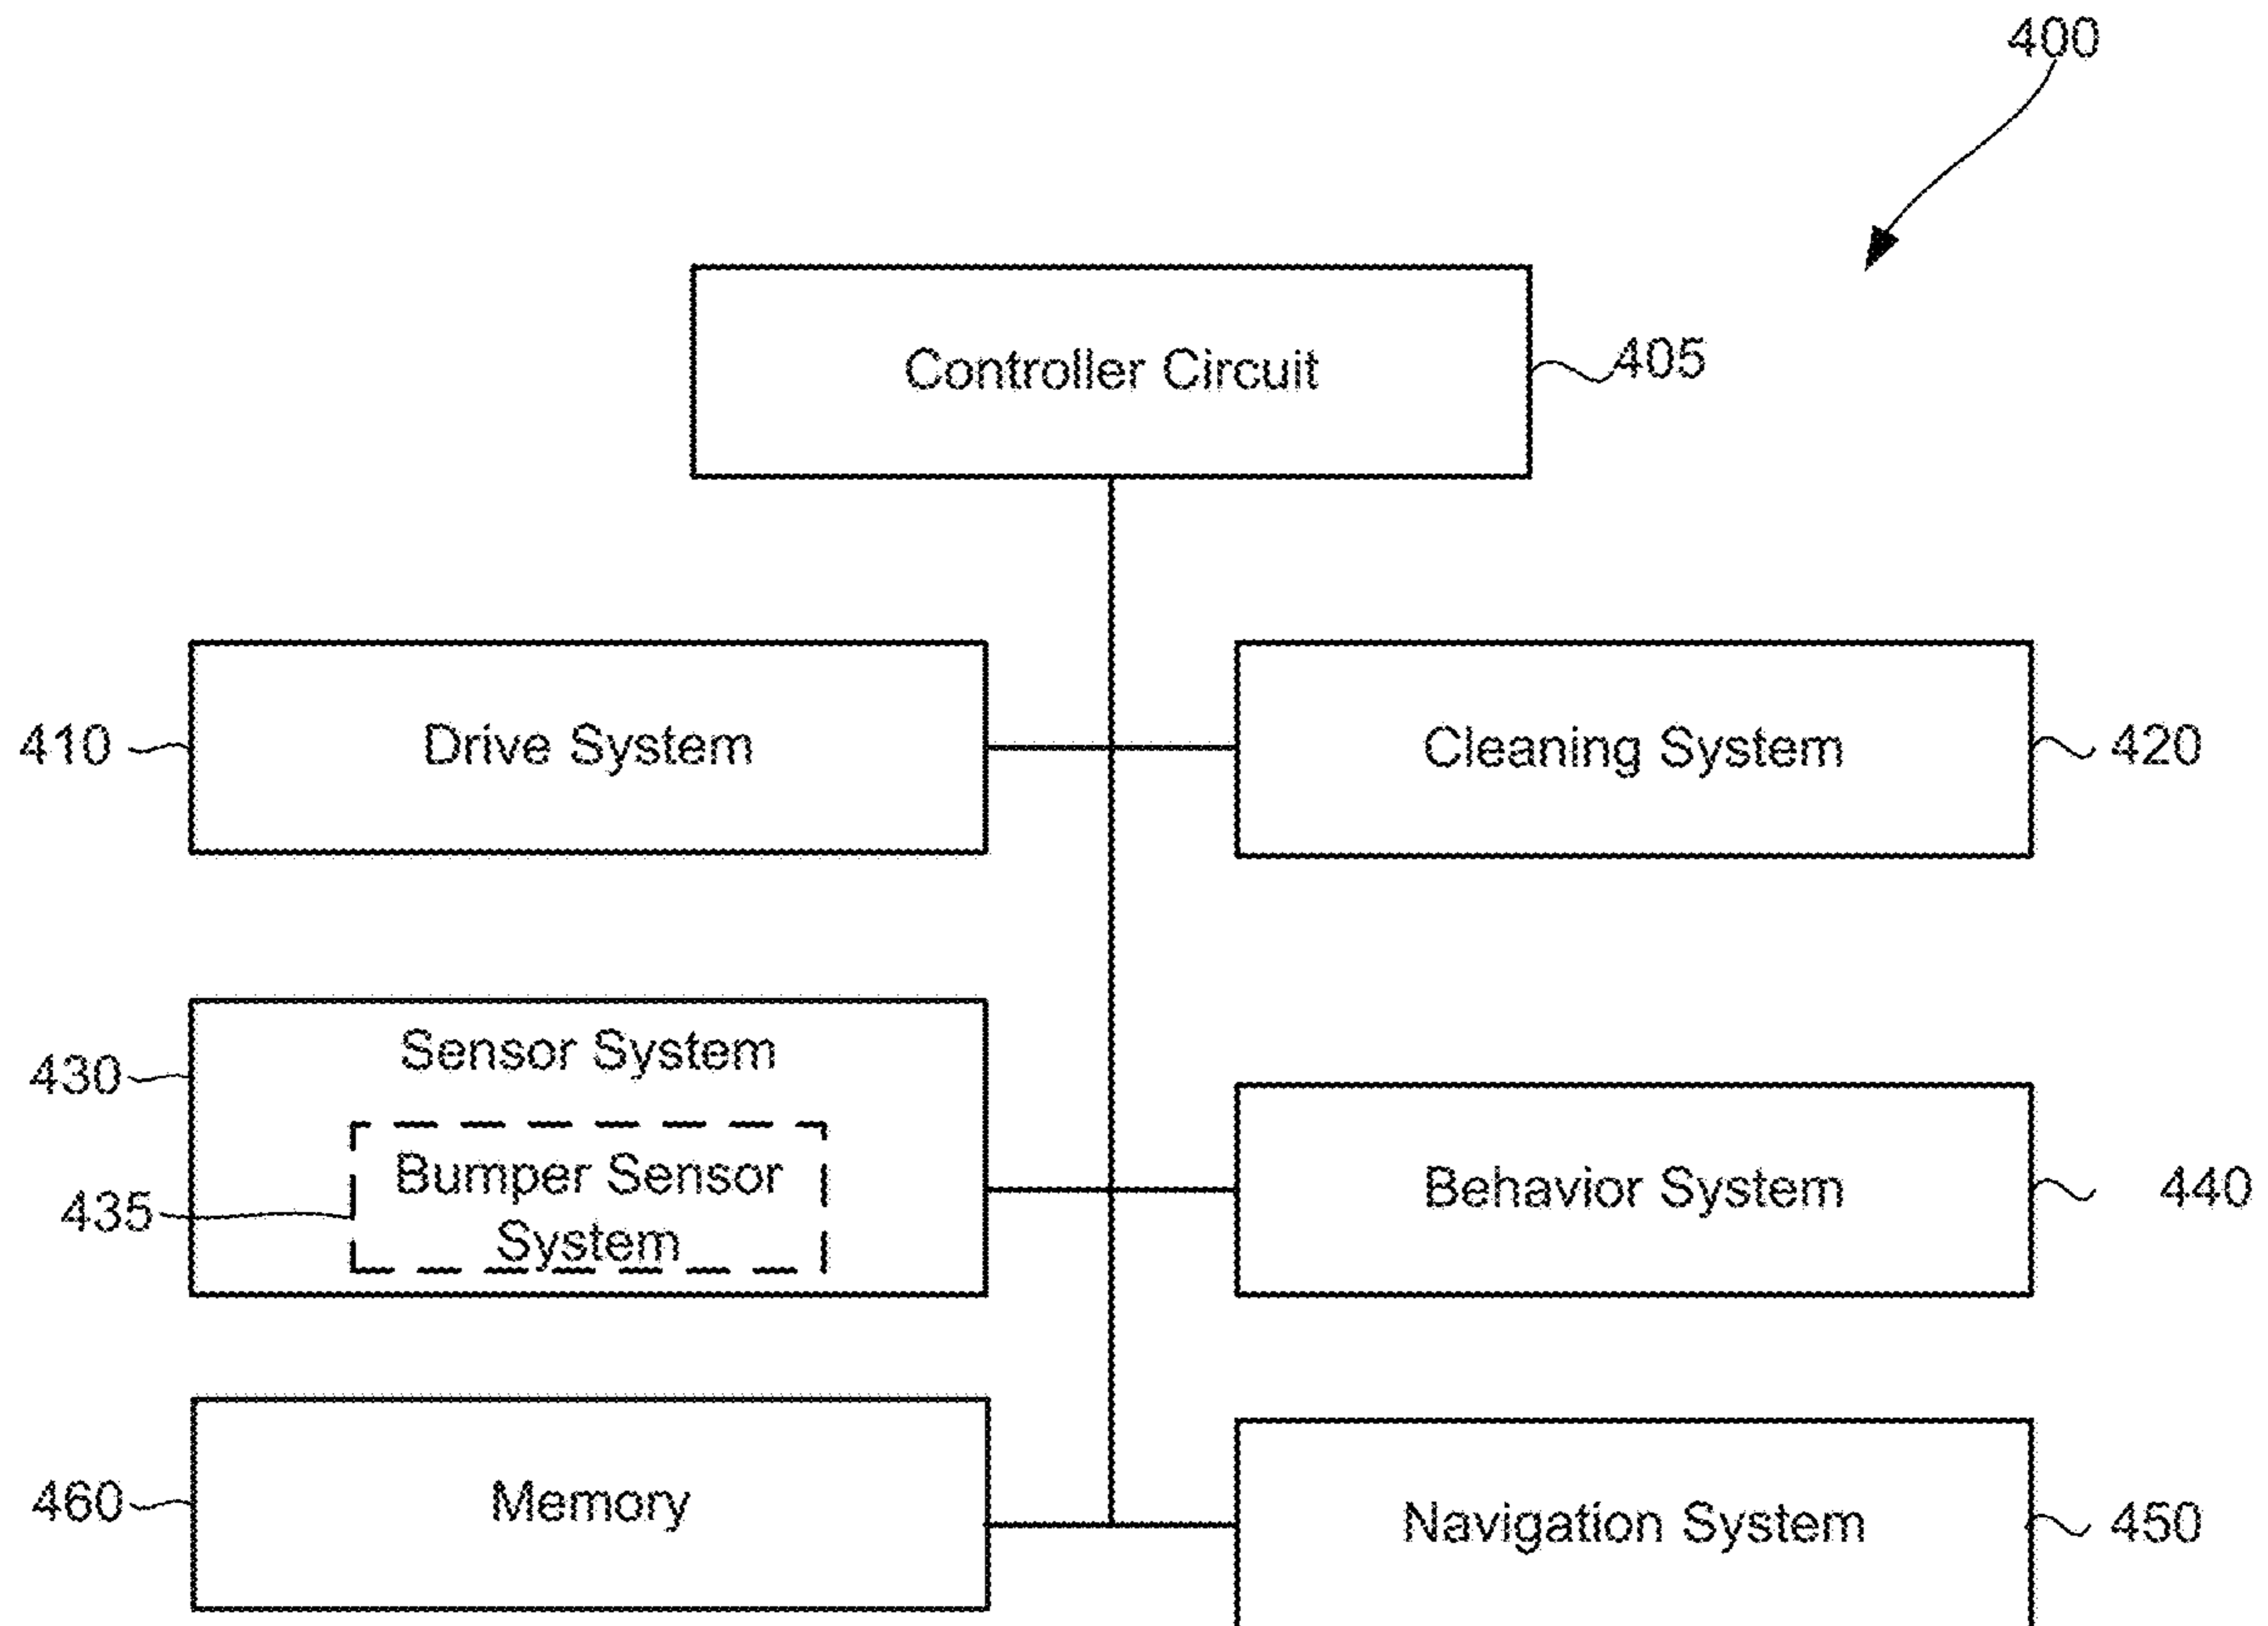 400
Controller Circuit
405
410
Drive System
Cleaning System
420
430
Sensor System
435
Bumper Sensor
System
Behavior System
440
460
Memory
Navigation System
450